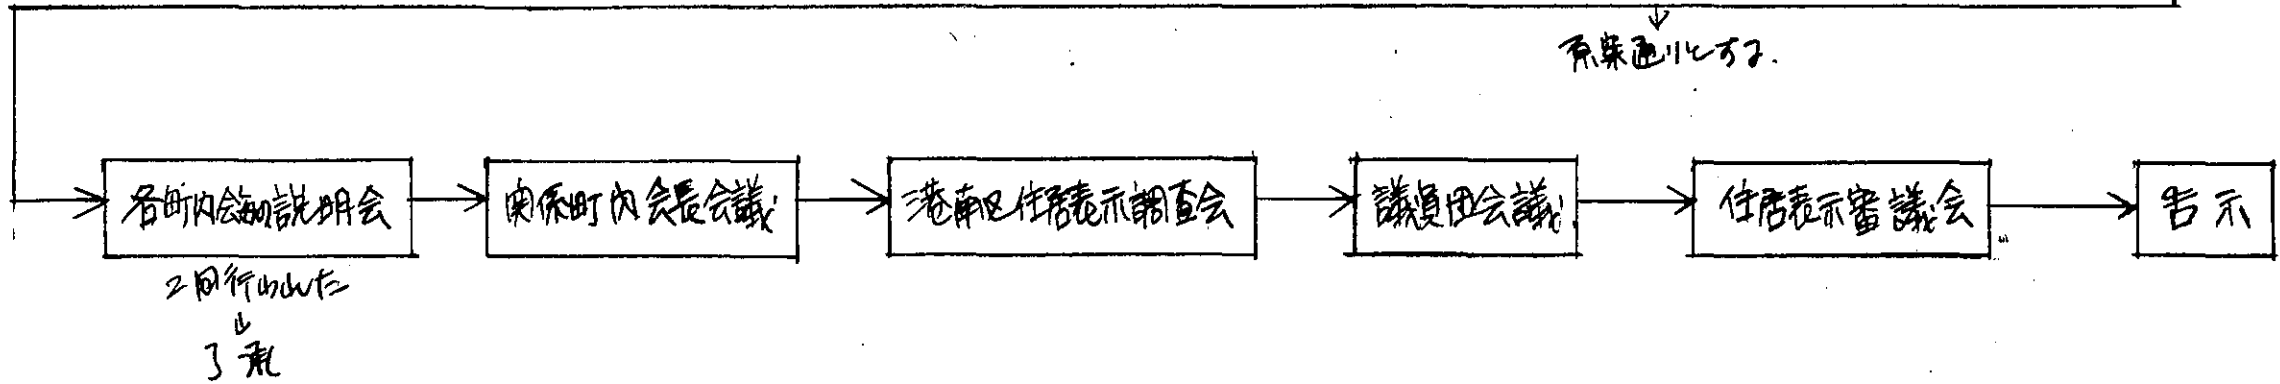 ↓
原案通りとする.
各町内会毎の説明会 → 関係町内会長会議 → 港南区住居表示調査会 → 議員団会議 → 住居表示審議会 → 告示
2回行われた
↓
了承